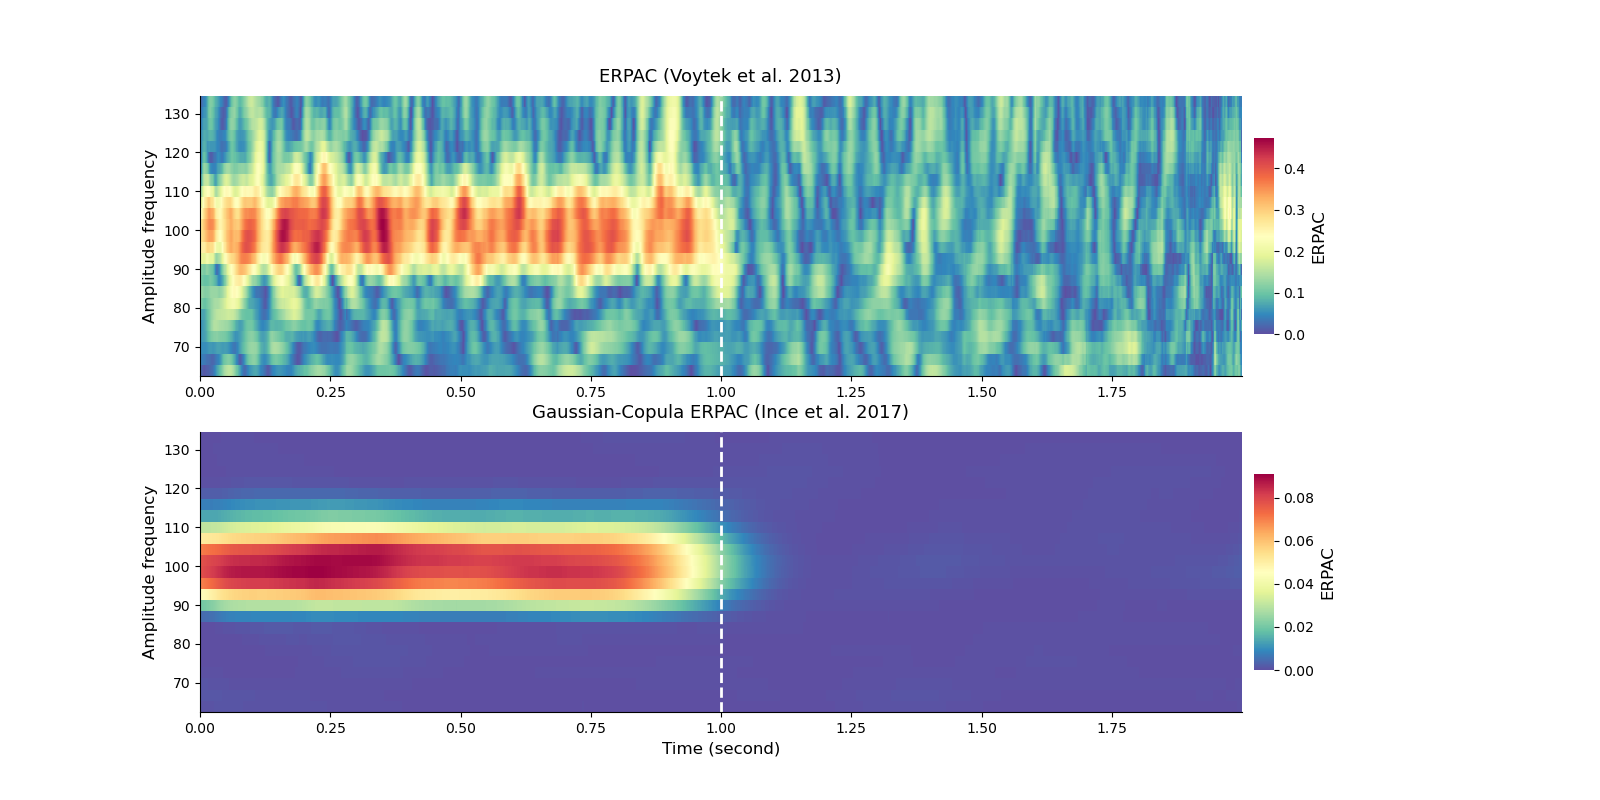 ERPAC (Voytek et al. 2013)
Amplitude frequency
130
120
110
100
90
80
70
0.00 0.25 0.50 0.75 1.00 1.25 1.50 1.75
0.4
0.3
0.2
0.1
0.0
ERPAC
Gaussian-Copula ERPAC (Ince et al. 2017)
Amplitude frequency
130
120
110
100
90
80
70
0.00 0.25 0.50 0.75 1.00 1.25 1.50 1.75
Time (second)
0.08
0.06
0.04
0.02
0.00
ERPAC